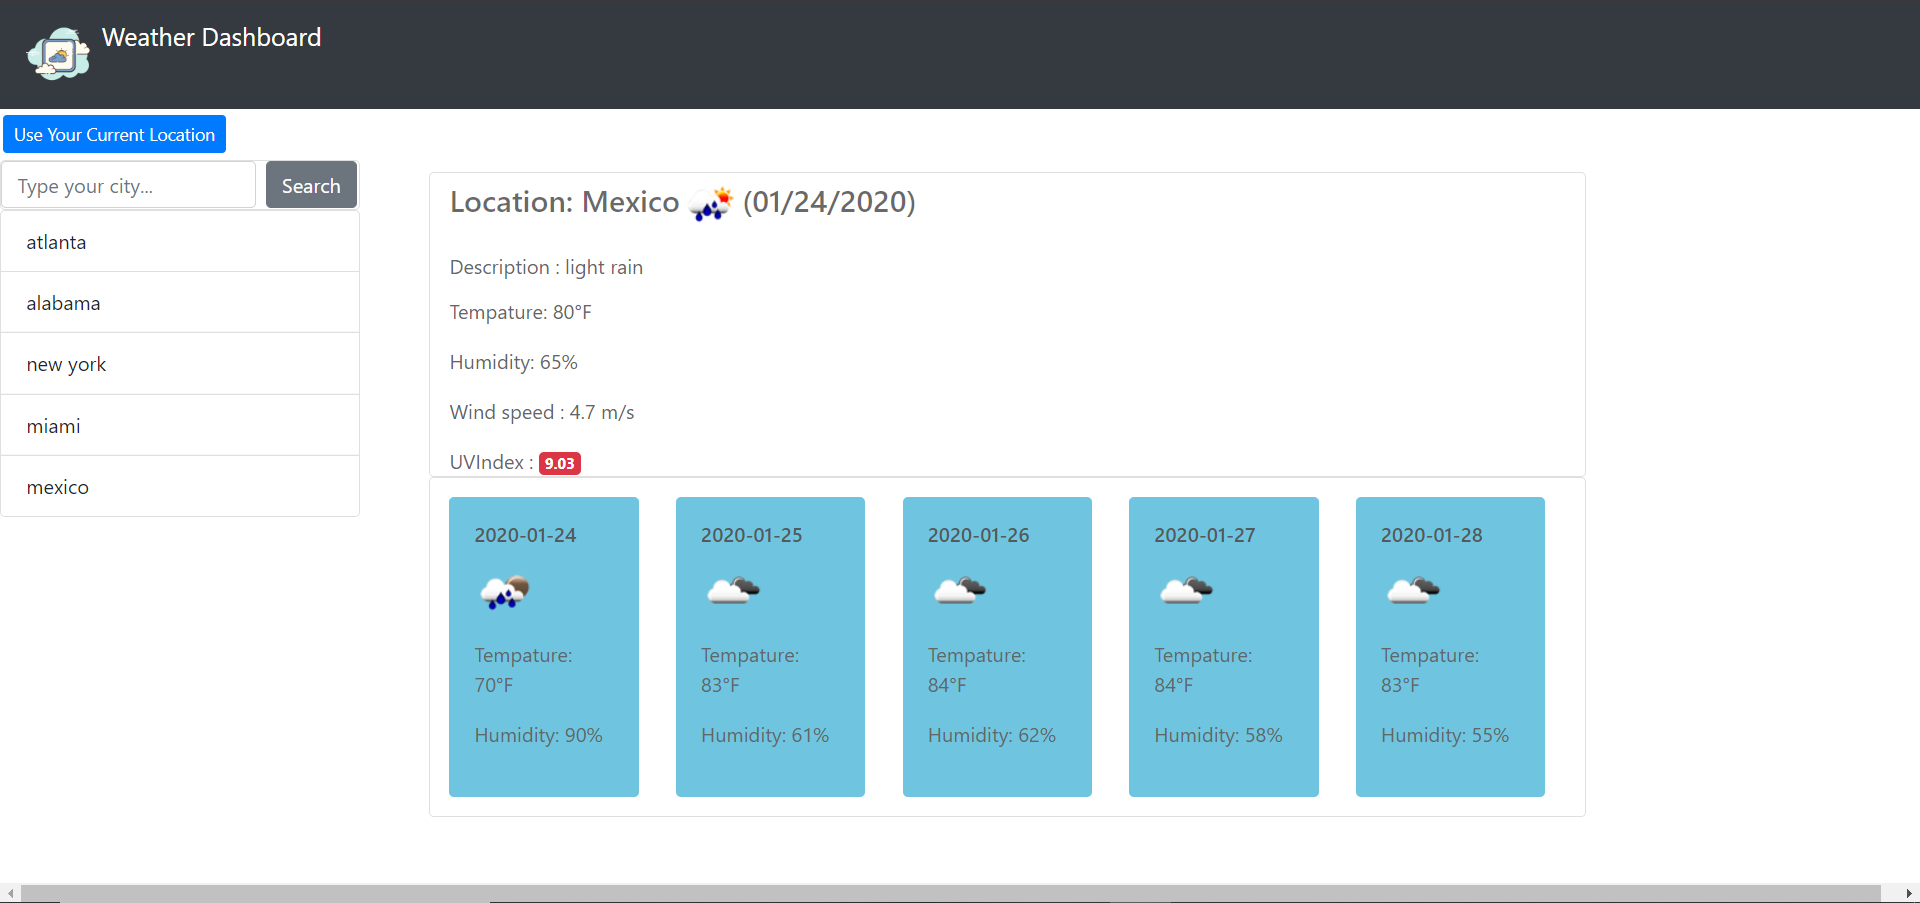 Weather Dashboard
Use Your Current Location
Type your city...
Search
atlanta
alabama
new york
miami
mexico
Location: Mexico (01/24/2020)
Description : light rain
Tempature: 80°F
Humidity: 65%
Wind speed : 4.7 m/s
UVIndex : 9.03
2020-01-24
Tempature:
70°F
Humidity: 90%
2020-01-25
Tempature:
83°F
Humidity: 61%
2020-01-26
Tempature:
84°F
Humidity: 62%
2020-01-27
Tempature:
84°F
Humidity: 58%
2020-01-28
Tempature:
83°F
Humidity: 55%